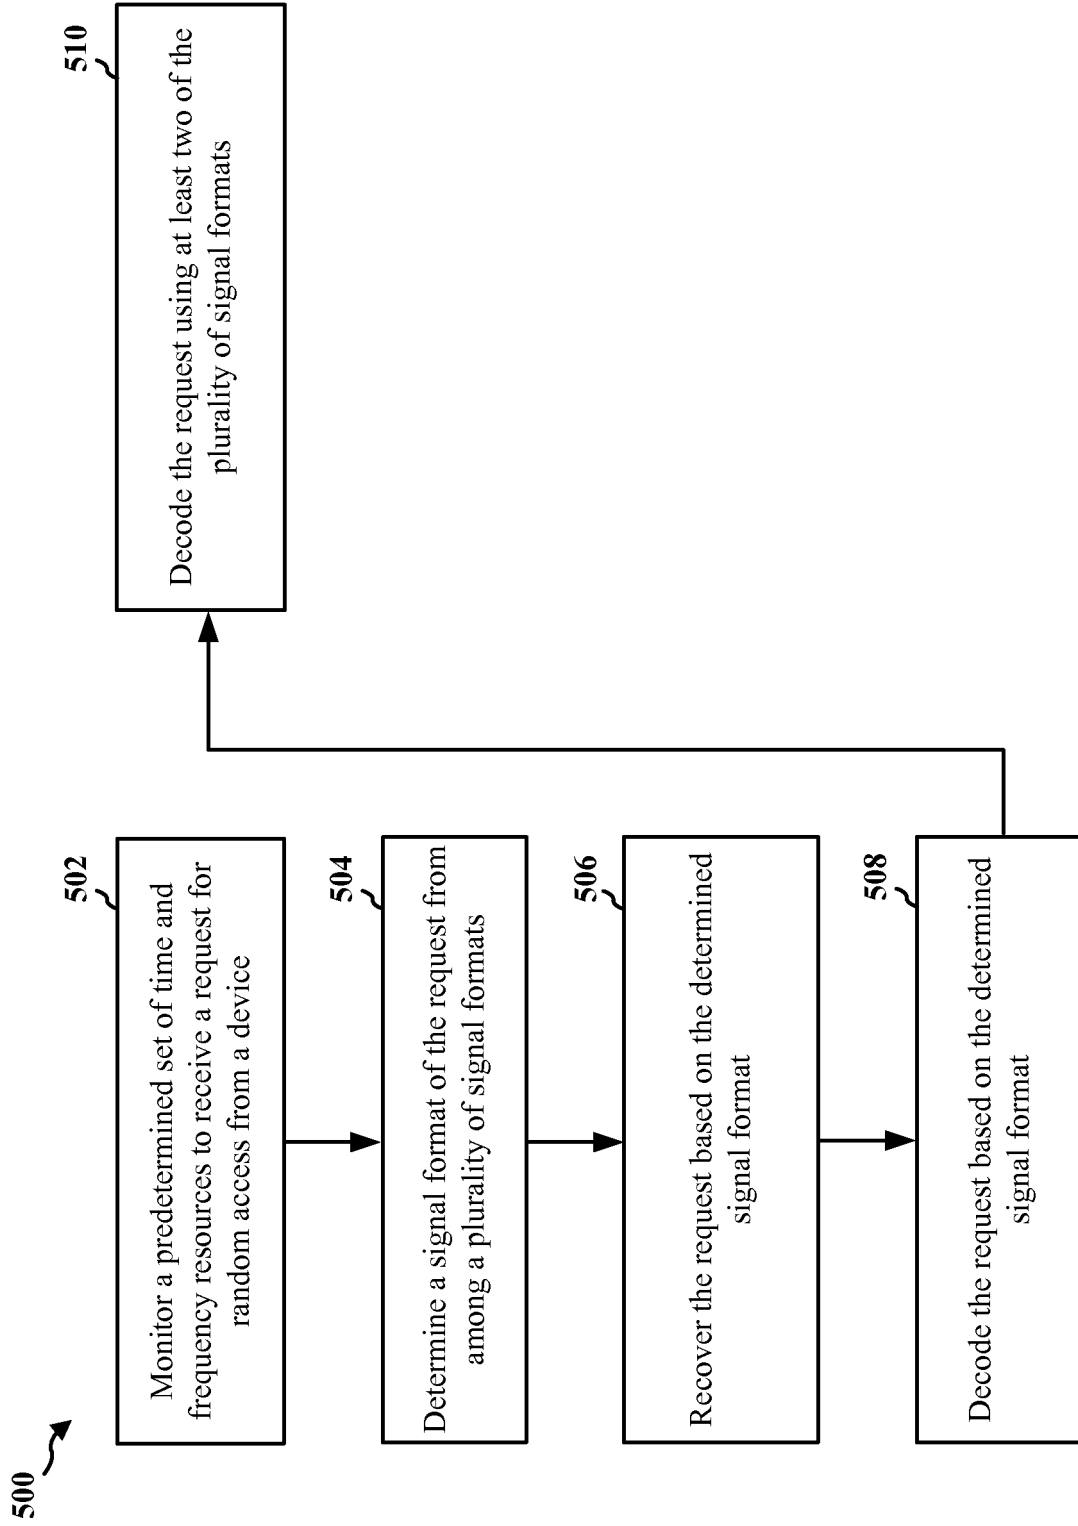 500
502
Monitor a predetermined set of time and
frequency resources to receive a request for
random access from a device
504
Determine a signal format of the request from
among a plurality of signal formats
506
Recover the request based on the determined
signal format
508
Decode the request based on the determined
signal format
510
Decode the request using at least two of the
plurality of signal formats